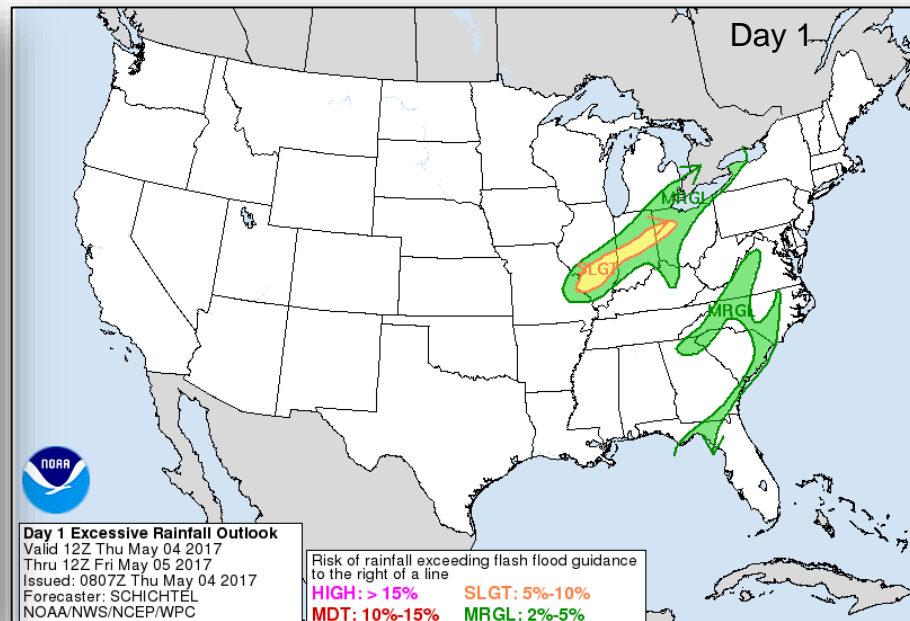 Day 1
MRGL
SLGT
MRGL
NOAA
Day 1 Excessive Rainfall Outlook
Valid 12Z Thu May 04 2017
Thru 12Z Fri May 05 2017
Issued: 0807Z Thu May 04 2017
Forecaster: SCHICHTEL
NOAA/NWS/NCEP/WPC
Risk of rainfall exceeding flash flood guidance
to the right of a line
HIGH: > 15% SLGT: 5%-10%
MDT: 10%-15% MRGL: 2%-5%